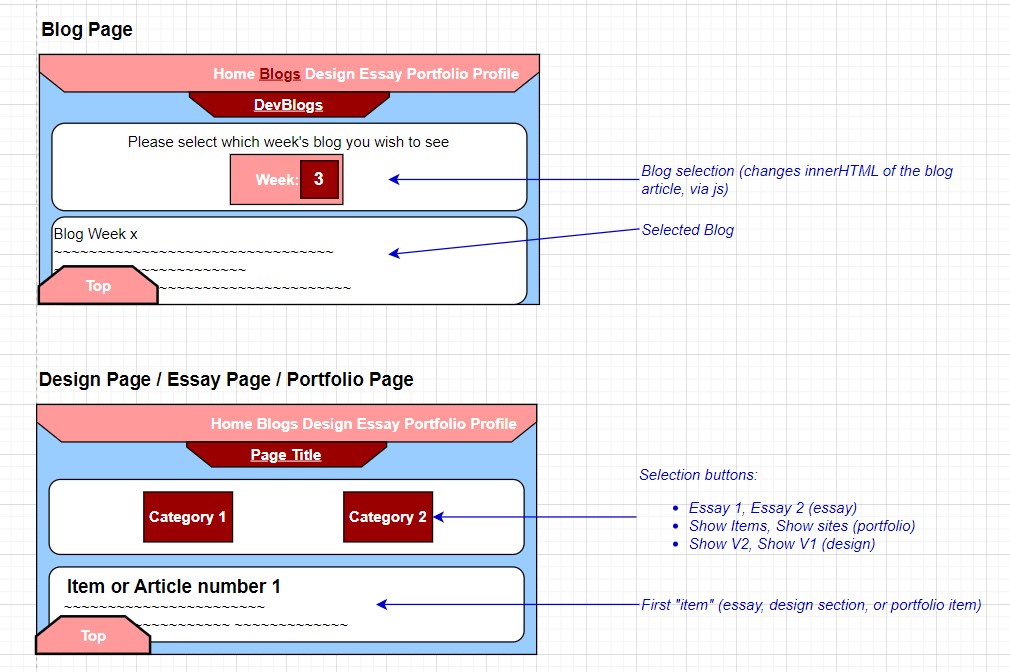 Blog Page
Home Blogs Design Essay Portfolio Profile
DevBlogs
Please select which week's blog you wish to see
Week: 3
Blog selection (changes innerHTML of the blog
article, via js)
Selected Blog
Blog Week x
Top
Design Page / Essay Page / Portfolio Page
Home Blogs Design Essay Portfolio Profile
Page Title
Category 1 Category 2
Selection buttons:
• Essay 1, Essay 2 (essay)
• Show Items, Show sites (portfolio)
• Show V2, Show V1 (design)
Item or Article number 1
First "item" (essay, design section, or portfolio item)
Top